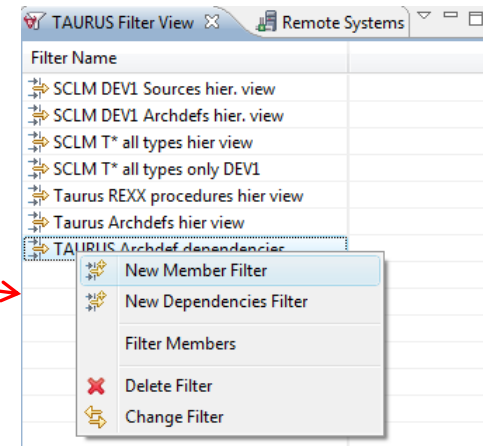 TAURUS Filter View Remote Systems
Filter Name
SCLM DEV1 Sources hier. view
SCLM DEV1 Archdefs hier. view
SCLM T* all types hier view
SCLM T* all types only DEV1
Taurus REXX procedures hier view
Taurus Archdefs hier view
TAURUS Archdef dependencies
New Member Filter
New Dependencies Filter
Filter Members
Delete Filter
Change Filter